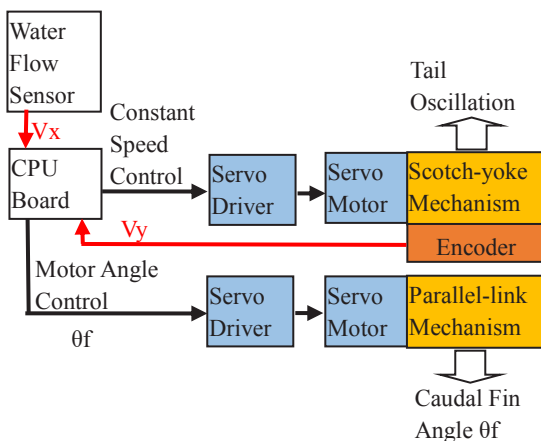 Water
Flow
Sensor
Vx
Constant
Speed
Control
Tail
Oscillation
CPU
Board
Servo
Driver
Servo
Motor
Scotch-yoke
Mechanism
Vy
Encoder
Motor Angle
Control
θf
Servo
Driver
Servo
Motor
Parallel-link
Mechanism
Caudal Fin
Angle θf